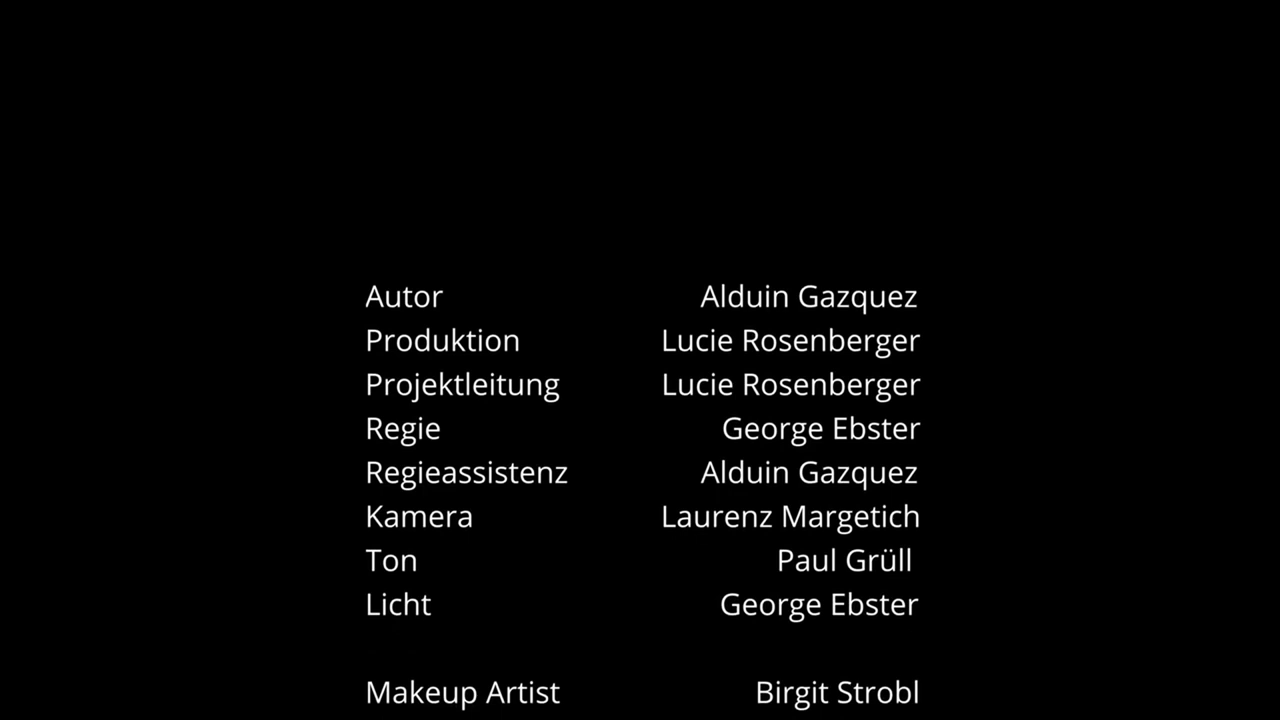 Autor Alduin Gazquez
Produktion Lucie Rosenberger
Projektleitung Lucie Rosenberger
Regie George Ebster
Regieassistenz Alduin Gazquez
Kamera Laurenz Margetich
Ton Paul Grüll
Licht George Ebster
Makeup Artist Birgit Strobl